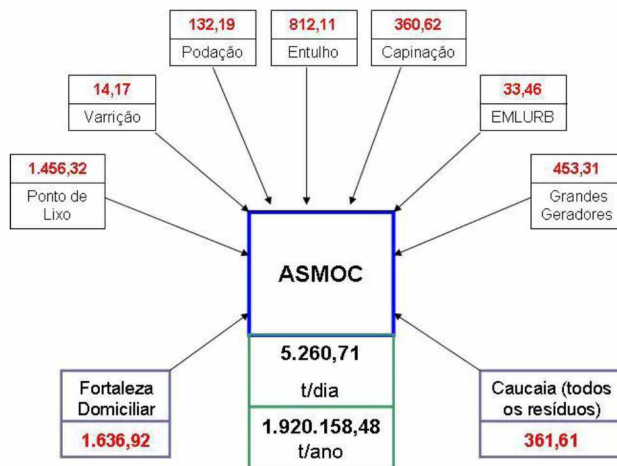 132,19
Podação
812,11
Entulho
360,62
Capinação
14,17
Varrição
33,46
EMLURB
1.456,32
Ponto de
Lixo
453,31
Grandes
Geradores
ASMOC
5.260,71
t/dia
1.920.158,48
t/ano
Fortaleza
Domiciliar
1.636,92
Caucaia (todos
os resíduos)
361,61